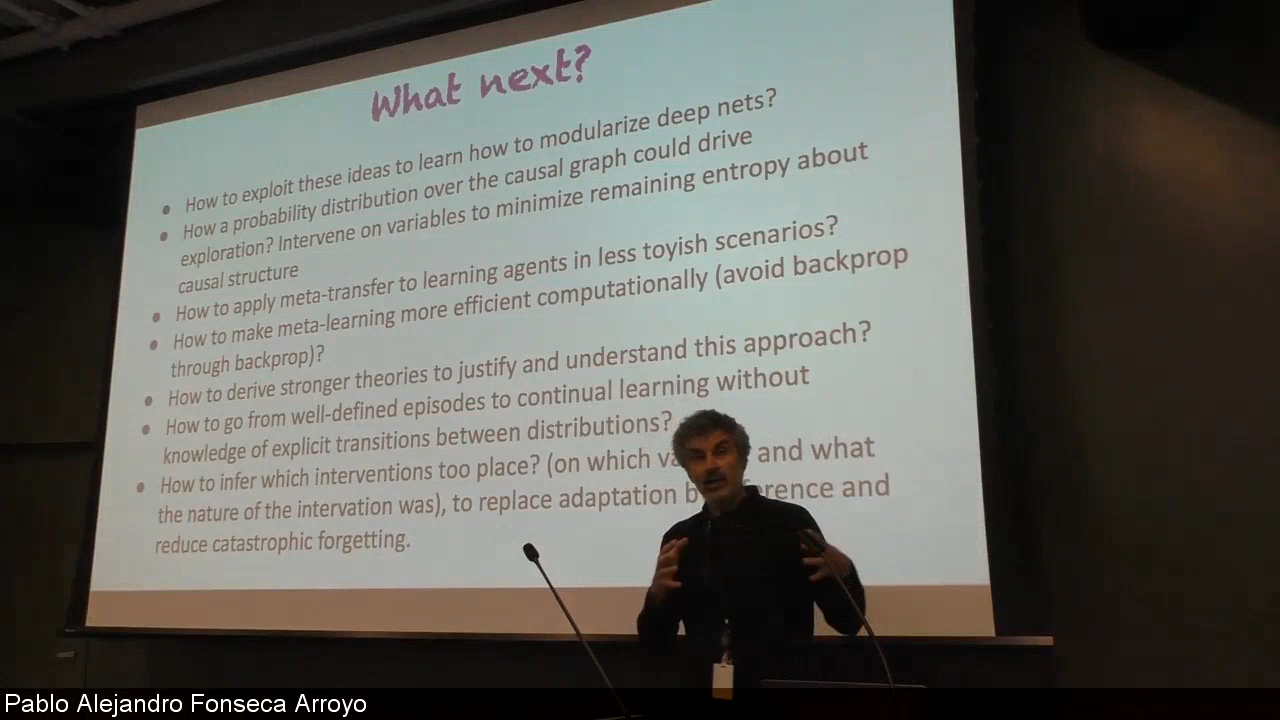 What next?
• How to exploit these ideas to learn how to modularize deep nets?
• How a probability distribution over the causal graph could drive
exploration? Intervene on variables to minimize remaining entropy about
causal structure
• How to apply meta-transfer to learning agents in less toyish scenarios?
• How to make meta-learning more efficient computationally (avoid backprop
through backprop)?
• How to derive stronger theories to justify and understand this approach?
• How to go from well-defined episodes to continual learning without
knowledge of explicit transitions between distributions?
• How to infer which interventions too place? (on which and what
the nature of the intervation was), to replace adaptation and
reduce catastrophic forgetting.
Pablo Alejandro Fonseca Arroyo